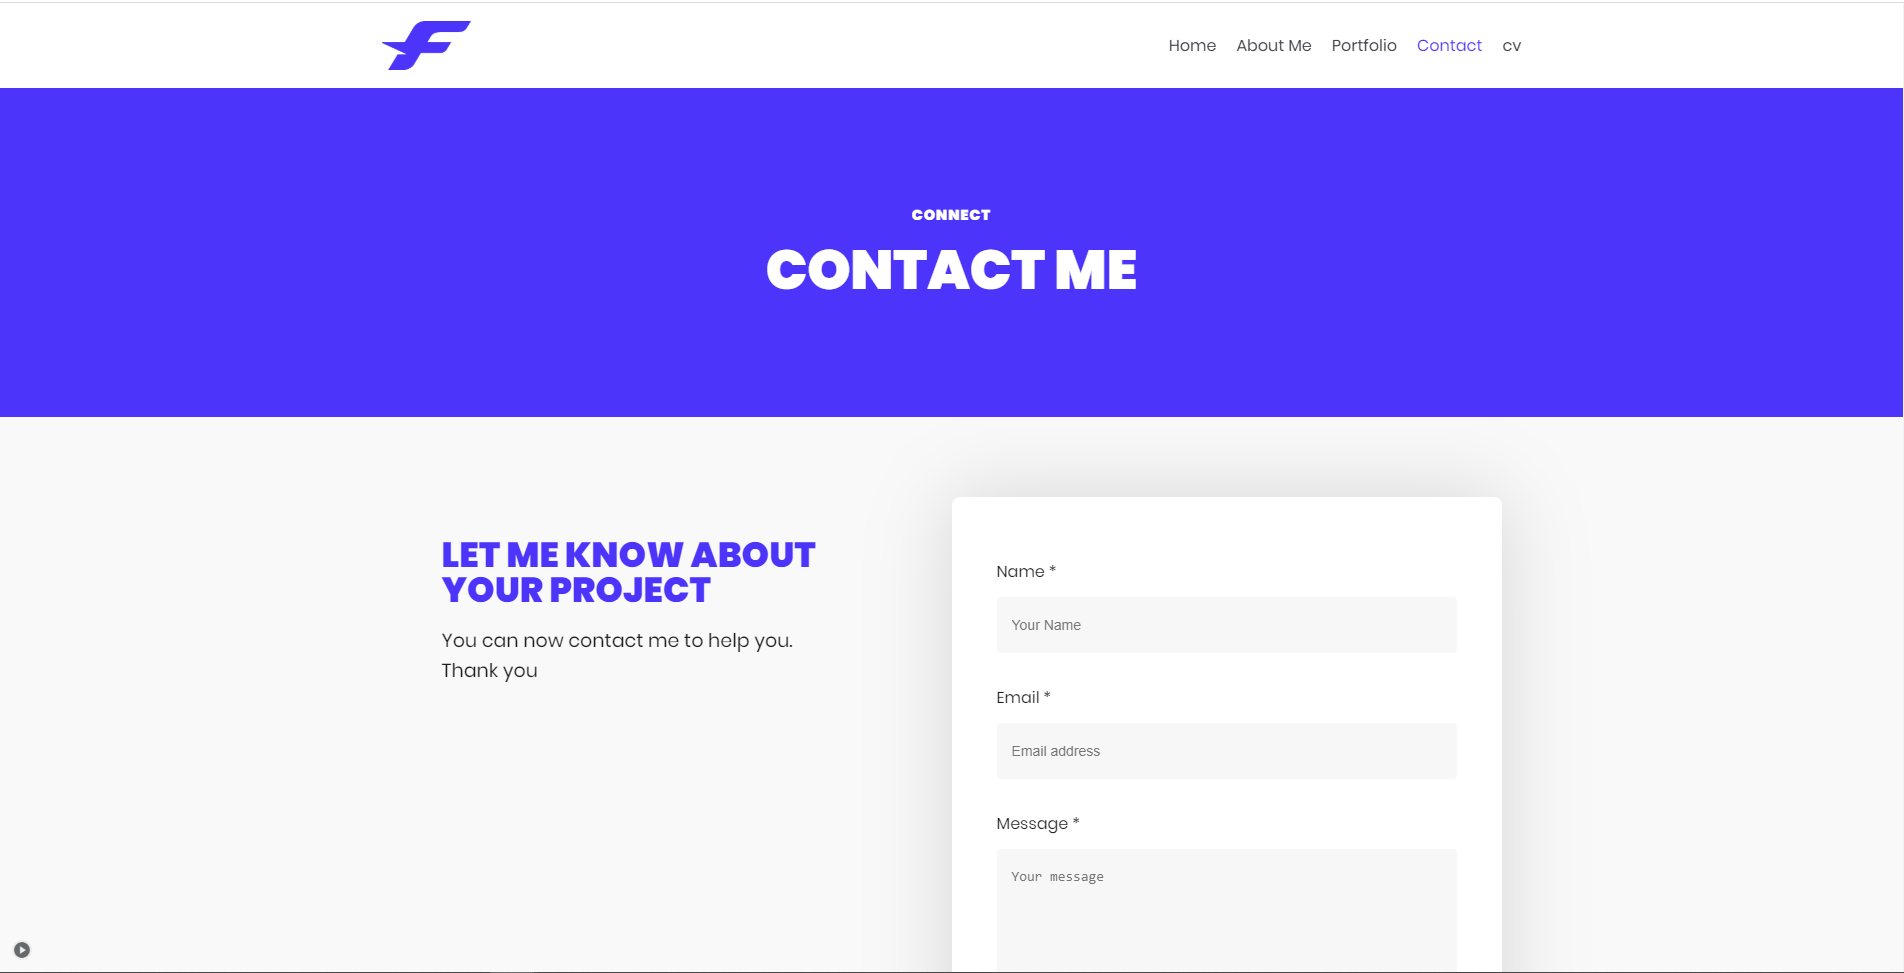 Home About Me Portfolio Contact cv
CONNECT
CONTACT ME
LET ME KNOW ABOUT
YOUR PROJECT
You can now contact me to help you.
Thank you
Name *
Your Name
Email *
Email address
Message *
Your message